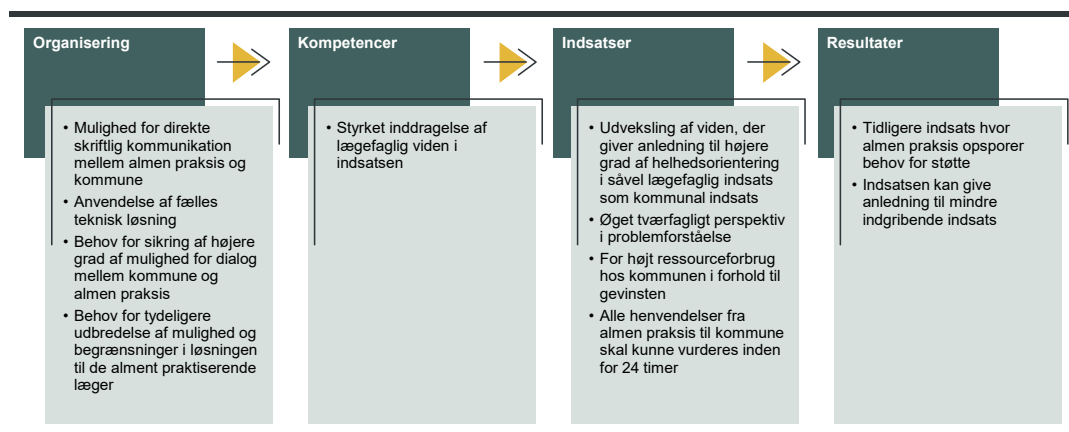 Organisering
• Mulighed for direkte
skriftlig kommunikation
mellem almen praksis og
kommune
• Anvendelse af fælles
teknisk løsning
• Behov for sikring af højere
grad af mulighed for dialog
mellem kommune og
almen praksis
• Behov for tydeligere
udbredelse af mulighed og
begrænsninger i løsningen
til de alment praktiserende
læger
Kompetencer
• Styrket inddragelse af
lægefaglig viden i
indsatsen
Indsatser
• Udveksling af viden, der
giver anledning til højere
grad af helhedsorientering
i såvel lægefaglig indsats
som kommunal indsats
• Øget tværfagligt perspektiv
i problemforståelse
• For højt ressourceforbrug
hos kommunen i forhold til
gevinsten
• Alle henvendelser fra
almen praksis til kommune
skal kunne vurderes inden
for 24 timer
Resultater
• Tidligere indsats hvor
almen praksis opsporer
behov for støtte
• Indsatsen kan give
anledning til mindre
indgribende indsats